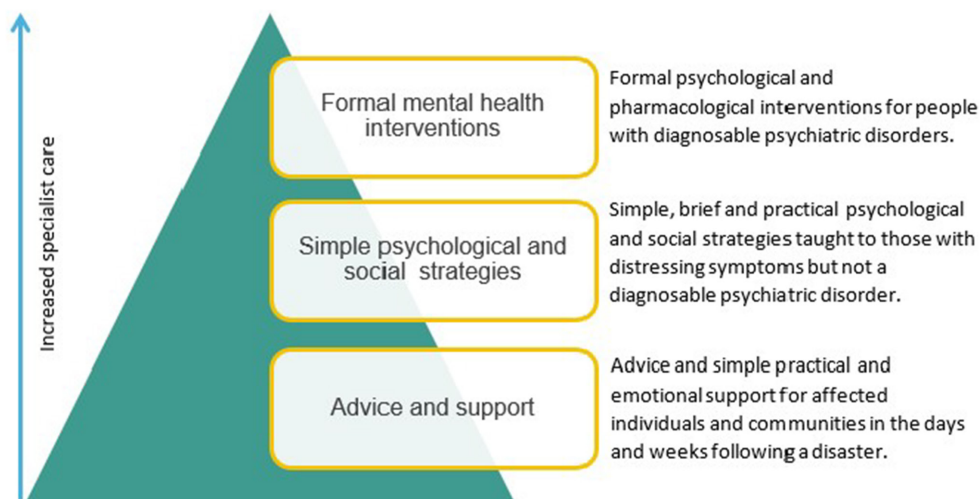 Increased specialist care
Formal mental health
interventions
Formal psychological and
pharmacological interventions for people
with diagnosable psychiatric disorders.
Simple psychological and
social strategies
Simple, brief and practical psychological
and social strategies taught to those with
distressing symptoms but not a
diagnosable psychiatric disorder.
Advice and support
Advice and simple practical and
emotional support for affected
individuals and communities in the days
and weeks following a disaster.